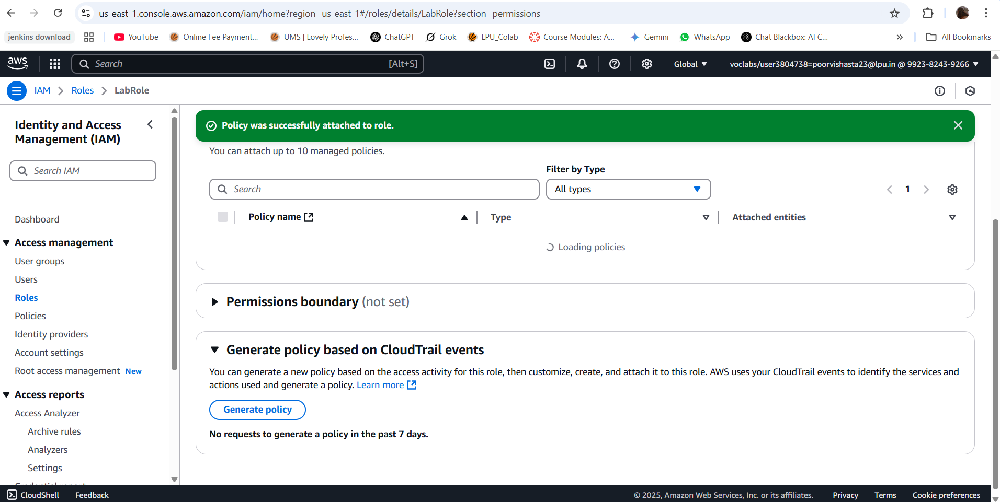 us-east-1.console.aws.amazon.com/iam/home?region=us-east-1#/roles/details/LabRole?section=permissions
jenkins download
YouTube
Online Fee Payment...
UMS | Lovely Profes...
ChatGPT
Grok
LPU_Colab
Course Modules: A...
Gemini
WhatsApp
Chat Blackbox: AI C...
»
All Bookmarks
aws
Search
[Alt+S]
Global
voclabs/user3804738=poorvishasta23@lpu.in @ 9923-8243-9266
IAM > Roles > LabRole
Identity and Access
Management (IAM)
Search IAM
Dashboard
Access management
User groups
Users
Roles
Policies
Identity providers
Account settings
Root access management New
Access reports
Access Analyzer
Archive rules
Analyzers
Settings
Policy was successfully attached to role.
You can attach up to 10 managed policies.
Filter by Type
Search
All types
1
Policy name
Type
Attached entities
Loading policies
Permissions boundary (not set)
Generate policy based on CloudTrail events
You can generate a new policy based on the access activity for this role, then customize, create, and attach it to this role. AWS uses your CloudTrail events to identify the services and
actions used and generate a policy. Learn more
Generate policy
No requests to generate a policy in the past 7 days.
CloudShell
Feedback
© 2025, Amazon Web Services, Inc. or its affiliates.
Privacy
Terms
Cookie preferences